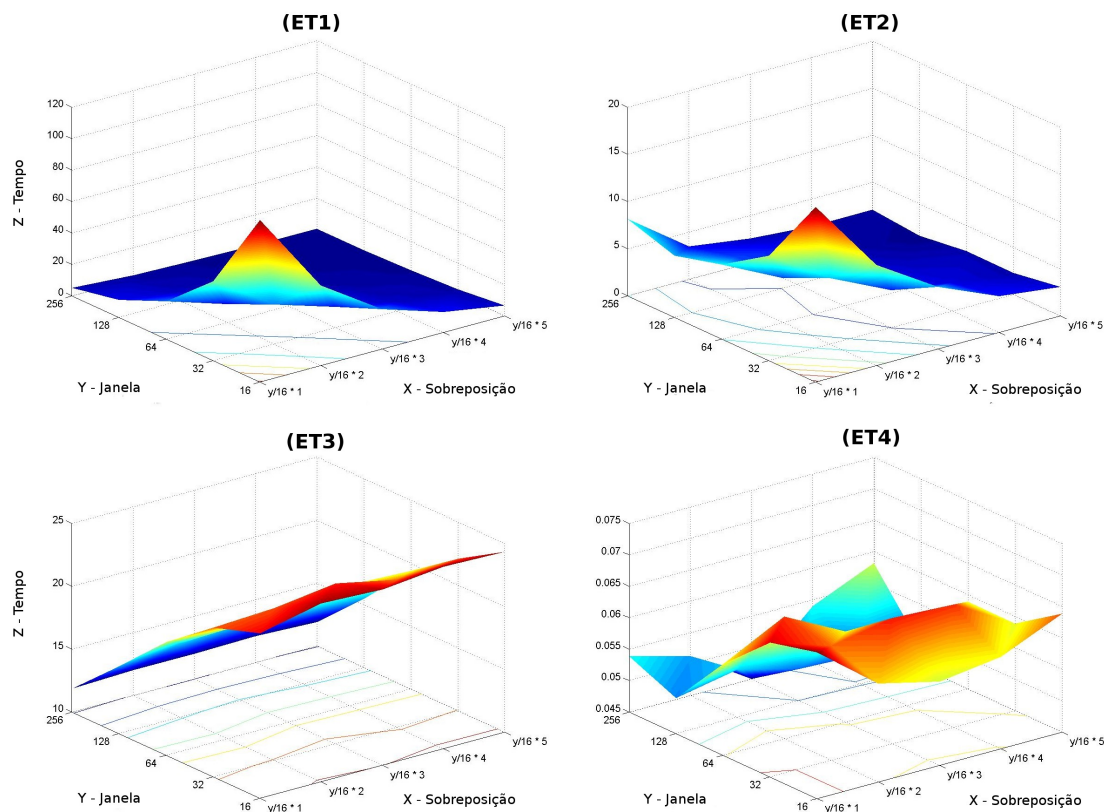 (ET1)
120
100
80
60
40
20
0
Z - Tempo
256
128
64
32
16
Y - Janela
y/16 * 1
y/16 * 2
y/16 * 3
y/16 * 4
y/16 * 5
X - Sobreposição
(ET2)
20
15
10
5
0
256
128
64
32
16
Y - Janela
y/16 * 1
y/16 * 2
y/16 * 3
y/16 * 4
y/16 * 5
X - Sobreposição
(ET3)
25
20
15
10
Z - Tempo
256
128
64
32
16
Y - Janela
y/16 * 1
y/16 * 2
y/16 * 3
y/16 * 4
y/16 * 5
X - Sobreposição
(ET4)
0.075
0.07
0.065
0.06
0.055
0.05
0.045
256
128
64
32
16
Y - Janela
y/16 * 1
y/16 * 2
y/16 * 3
y/16 * 4
y/16 * 5
X - Sobreposição